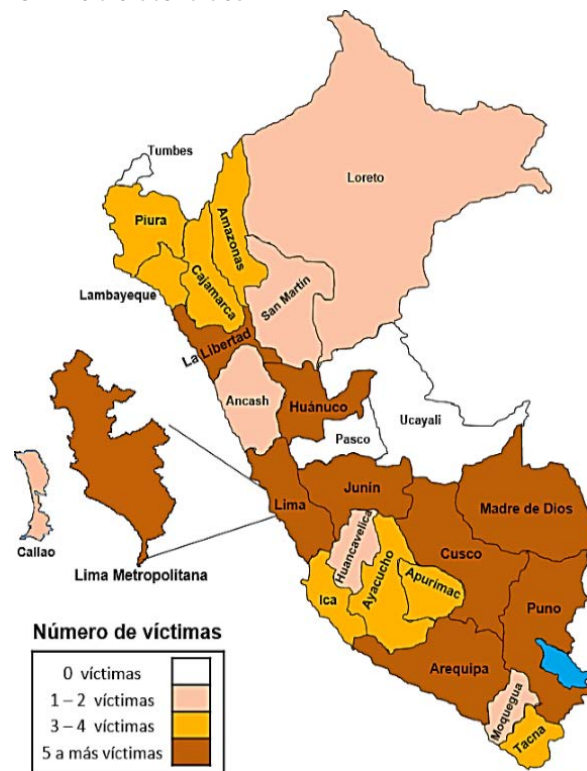 Tumbes
Loreto
Piura
Amazonas
Cajamarca
Lambayeque
San Martín
La Libertad
Ancash
Huánuco
Ucayali
Pasco
Lima
Junín
Madre de Dios
Callao
Lima Metropolitana
Huancavelica
Cusco
Ica
Ayacucho
Apurímac
Puno
Arequipa
Moquegua
Tacna
Número de víctimas
0 víctimas
1 – 2 víctimas
3 – 4 víctimas
5 a más víctimas